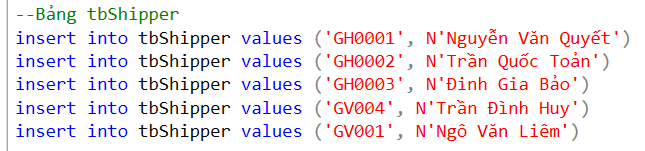 --Bảng tbShipper
insert into tbShipper values ('GH0001', N'Nguyễn Văn Quyết')
insert into tbShipper values ('GH0002', N'Trần Quốc Toản')
insert into tbShipper values ('GH0003', N'Đinh Gia Bảo')
insert into tbShipper values ('GV004', N'Trần Đình Huy')
insert into tbShipper values ('GV001', N'Ngô Văn Liêm')